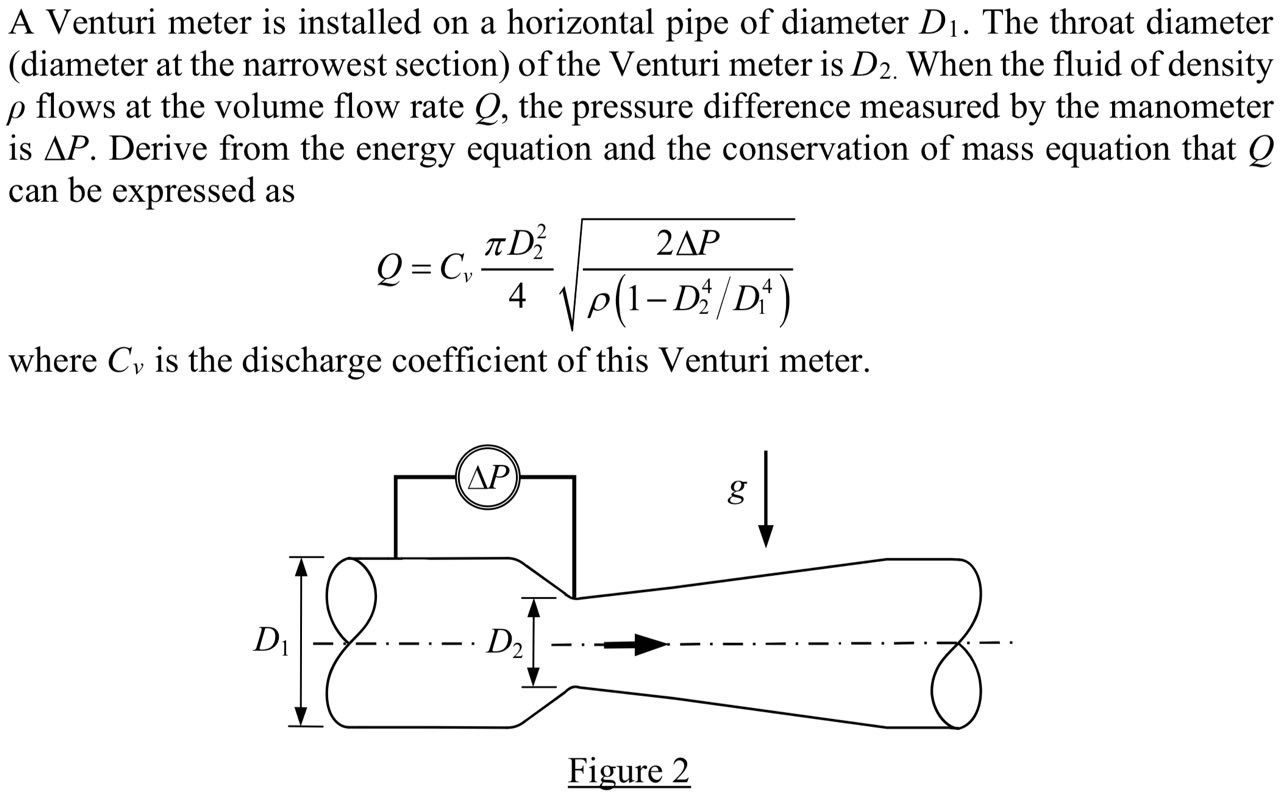 A Venturi meter is installed on a horizontal pipe of diameter D₁. The throat diameter
(diameter at the narrowest section) of the Venturi meter is D₂. When the fluid of density
ρ flows at the volume flow rate Q, the pressure difference measured by the manometer
is ΔP. Derive from the energy equation and the conservation of mass equation that Q
can be expressed as
Q = Cᵥ πD₂²/4 √(2ΔP / ρ(1 − D₂⁴/D₁⁴))
where Cᵥ is the discharge coefficient of this Venturi meter.
ΔP
g
D₁
D₂
Figure 2